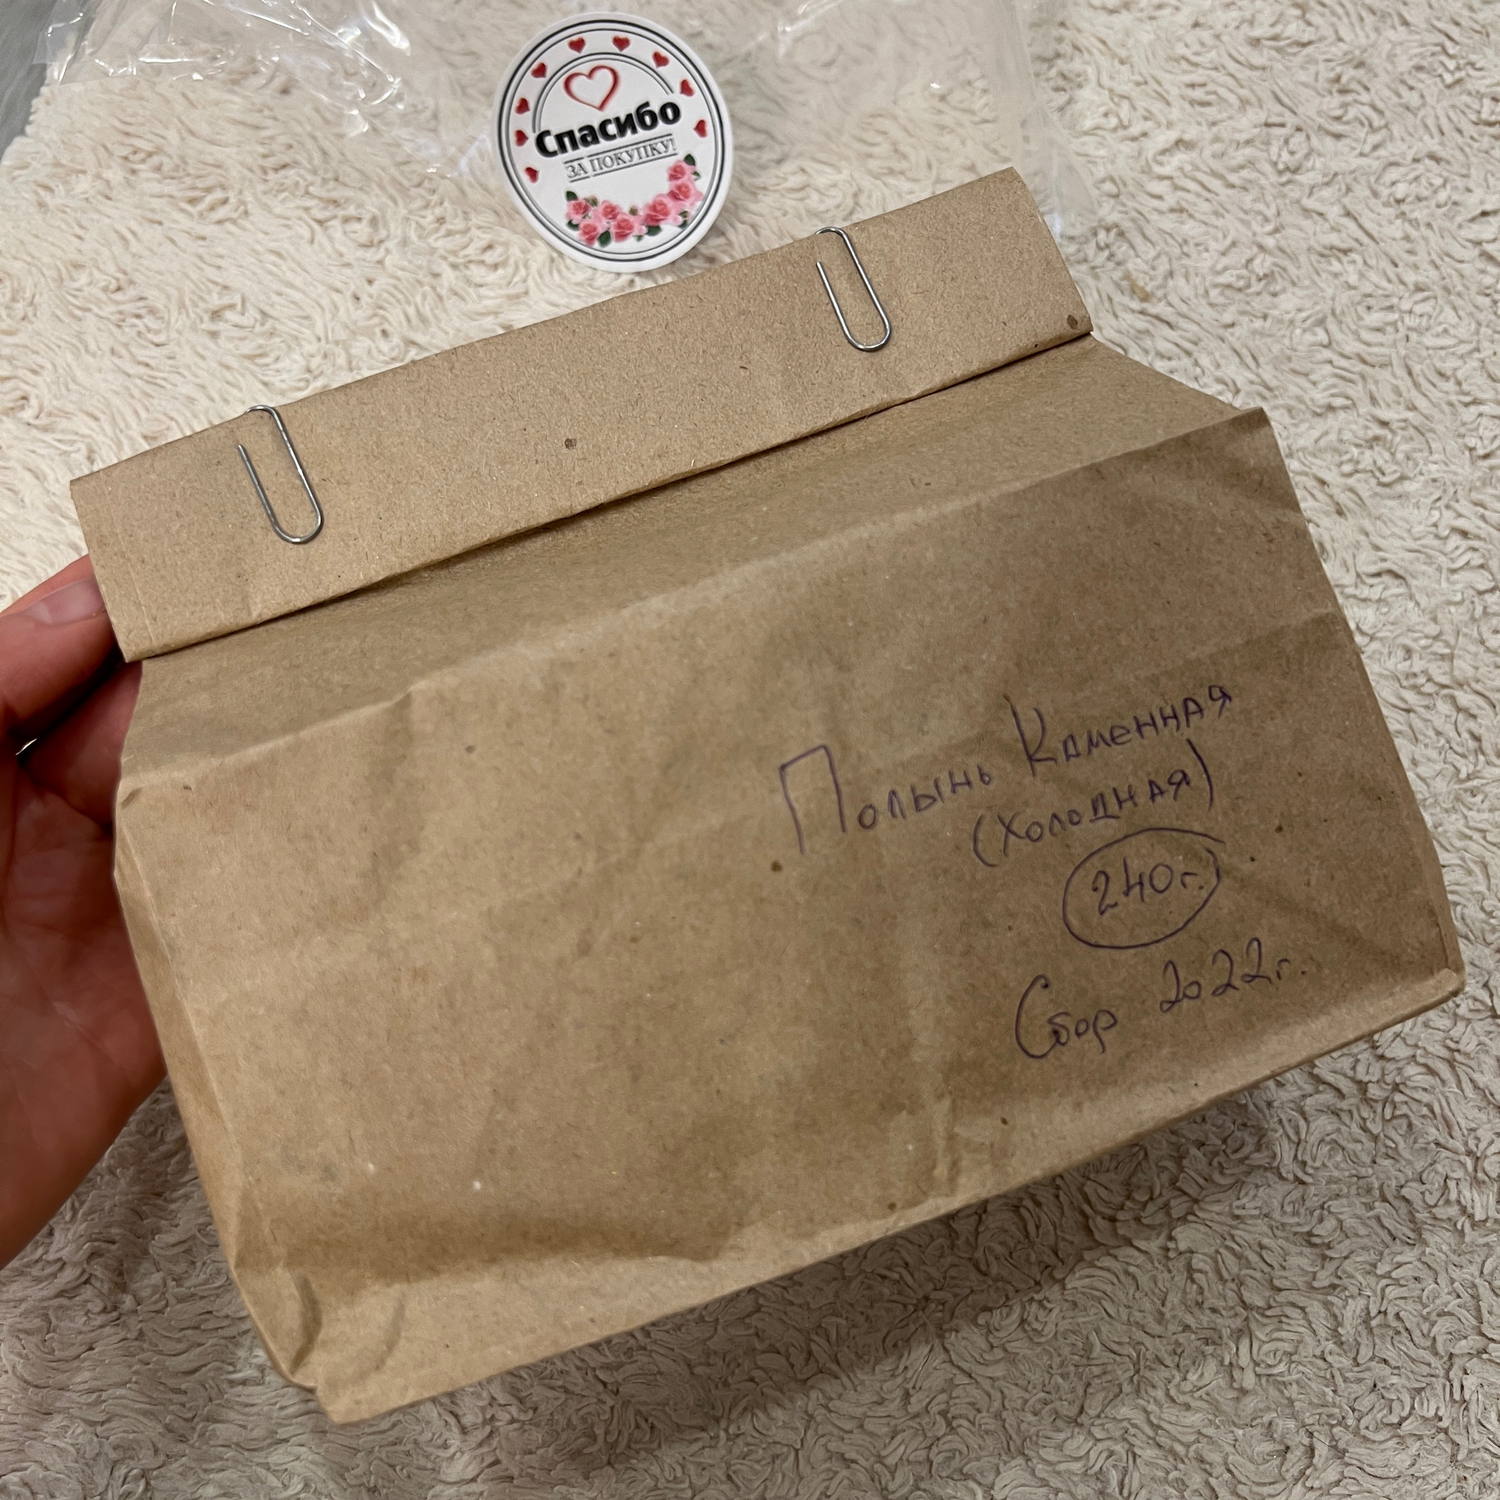 Спасибо
ЗА ПОКУПКУ!
Полынь Каменная
(Холодная)
240г.
Сбор 2022г.